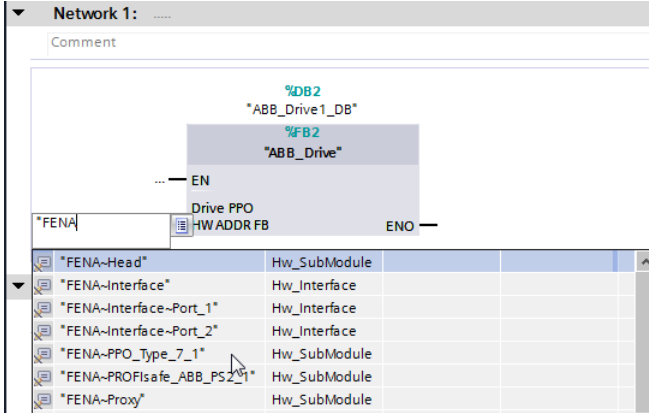 Network 1: .....
Comment
%DB2
"ABB_Drive1_DB"
%FB2
"ABB_Drive"
... EN
Drive PPO
"FENA HW ADDR FB ENO
"FENA~Head" Hw_SubModule
"FENA~Interface" Hw_Interface
"FENA~Interface~Port_1" Hw_Interface
"FENA~Interface~Port_2" Hw_Interface
"FENA~PPO_Type_7_1" Hw_SubModule
"FENA~PROFIsafe_ABB_PS2_1" Hw_SubModule
"FENA~Proxy" Hw_SubModule